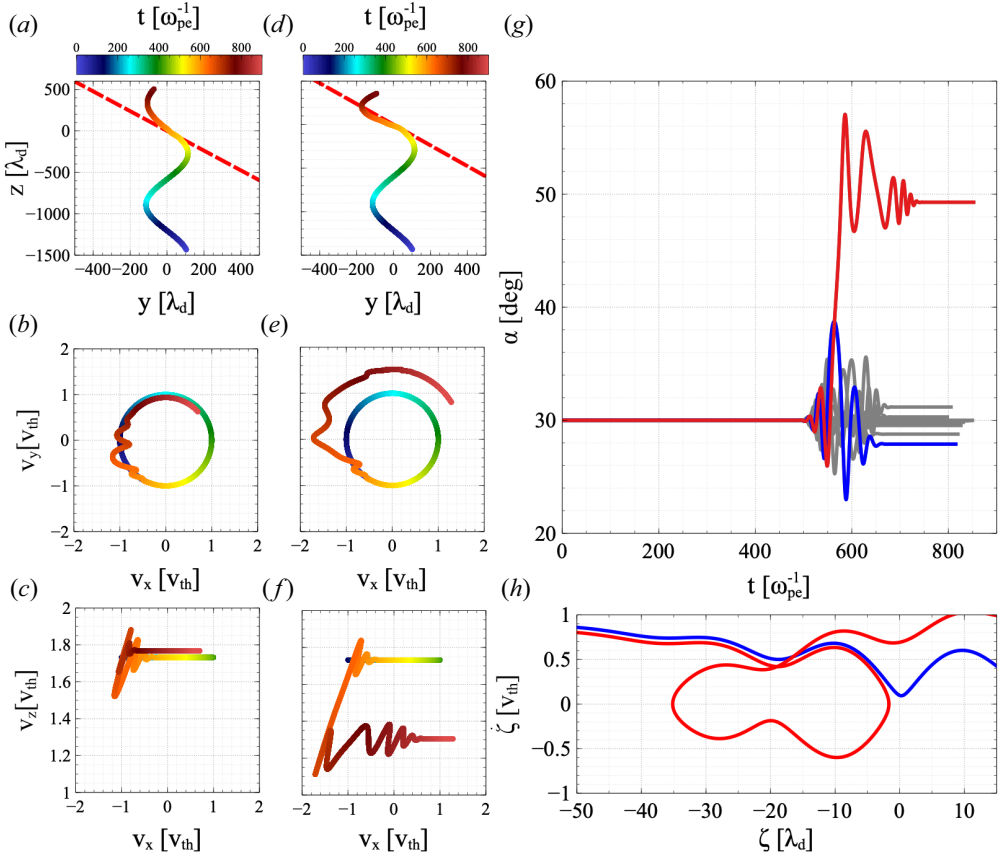 (a) t [ω_pe^-1] (d) t [ω_pe^-1] (g)
0 200 400 600 800 0 200 400 600 800
500
0
−500
−1000
−1500
z [λ_d]
−400 −200 0 200 400 −400 −200 0 200 400
y [λ_d] y [λ_d]
60
50
40
30
20
α [deg]
0 200 400 600 800
t [ω_pe^-1]
(b) (e)
2
1
0
−1
−2
v_y[v_th]
−2 −1 0 1 2 −2 −1 0 1 2
v_x [v_th] v_x [v_th]
(c) (f) (h)
2
1.8
1.6
1.4
1.2
1
v_z[v_th]
−2 −1 0 1 2 −2 −1 0 1 2
v_x [v_th] v_x [v_th]
1
0.5
0
−0.5
−1
ζ̇ [v_th]
−50 −40 −30 −20 −10 0 10
ζ [λ_d]